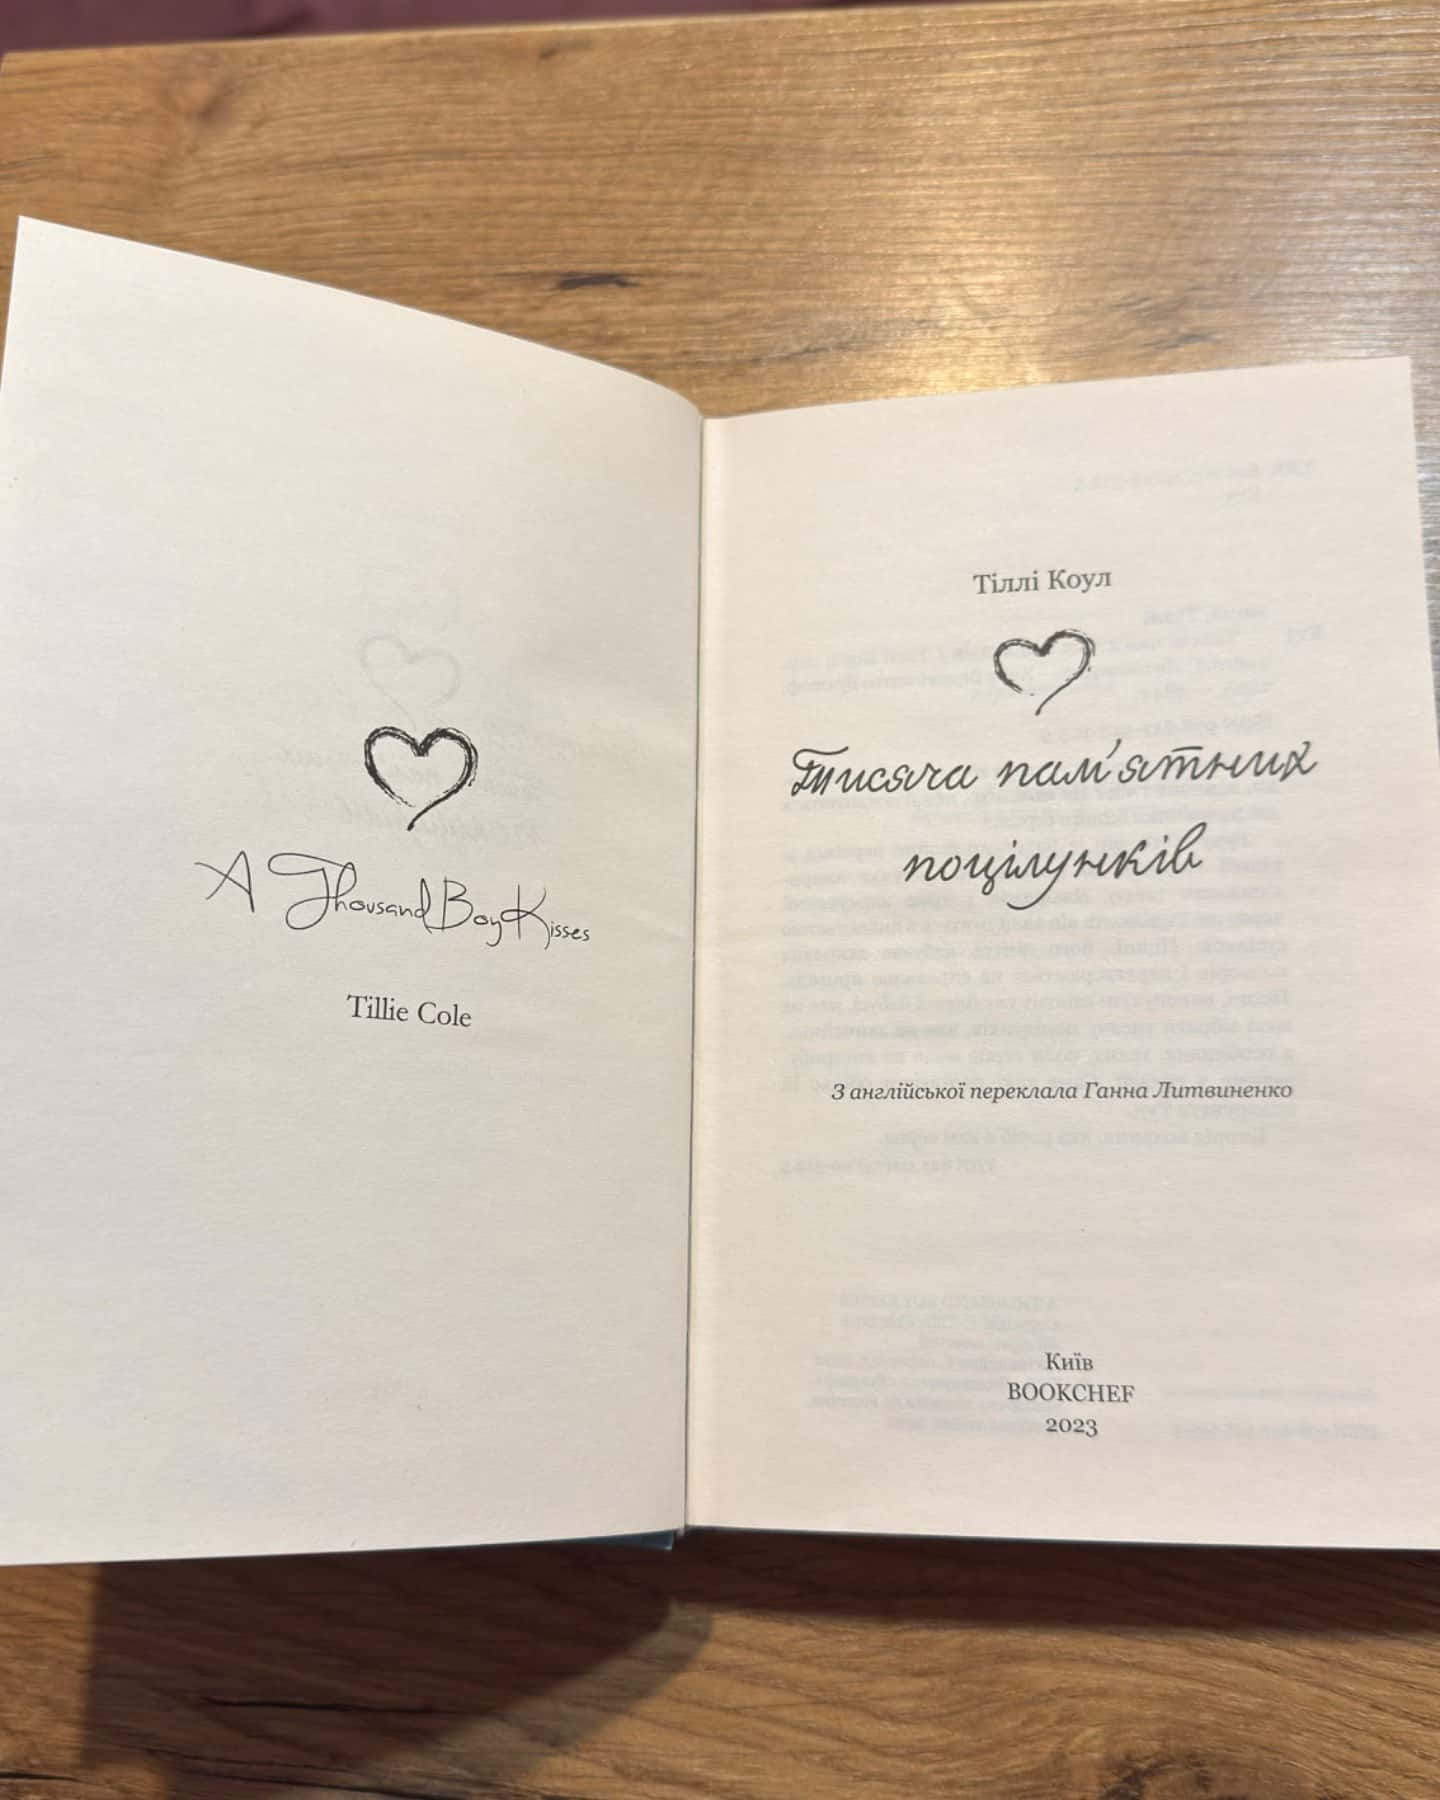 A Thousand Boy Kisses
Tillie Cole
Тіллі Коул
Тисяча пам'ятних
поцілунків
З англійської переклала Ганна Литвиненко
Київ
BOOKCHEF
2023